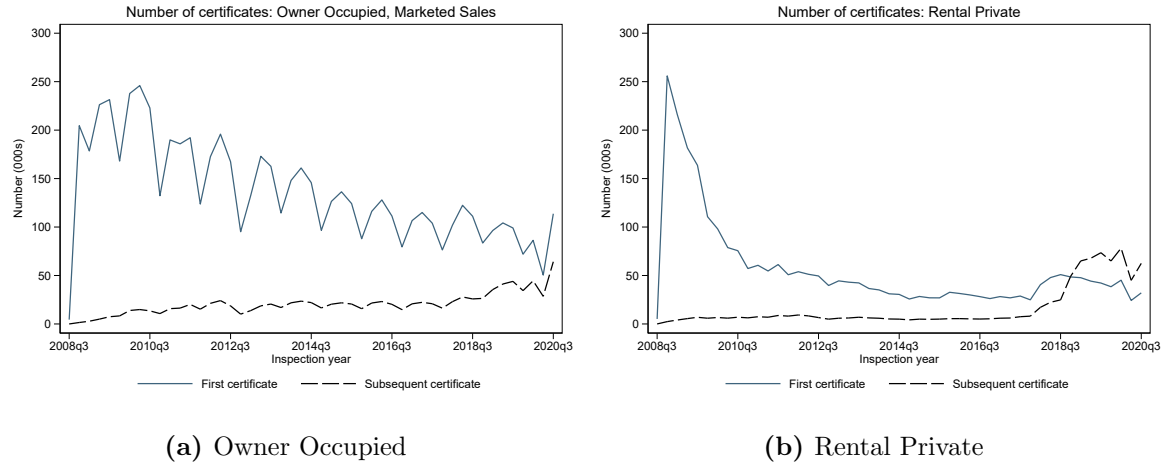 Number of certificates: Owner Occupied, Marketed Sales
300
250
200
150
100
50
0
Number (000s)
2008q3 2010q3 2012q3 2014q3 2016q3 2018q3 2020q3
Inspection year
First certificate Subsequent certificate
(a) Owner Occupied
Number of certificates: Rental Private
300
250
200
150
100
50
0
Number (000s)
2008q3 2010q3 2012q3 2014q3 2016q3 2018q3 2020q3
Inspection year
First certificate Subsequent certificate
(b) Rental Private